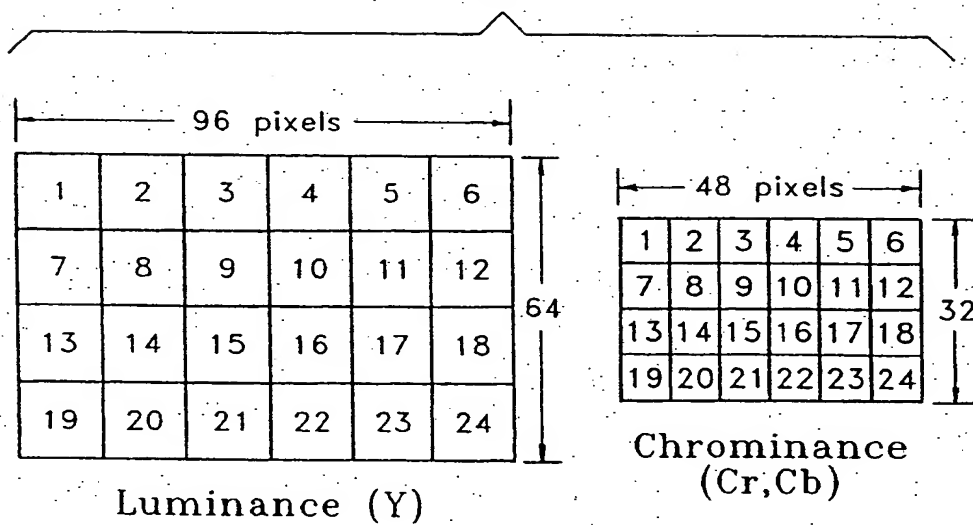 96 pixels
1 2 3 4 5 6
7 8 9 10 11 12
13 14 15 16 17 18
19 20 21 22 23 24
64
Luminance (Y)
48 pixels
1 2 3 4 5 6
7 8 9 10 11 12
13 14 15 16 17 18
19 20 21 22 23 24
32
Chrominance
(Cr,Cb)